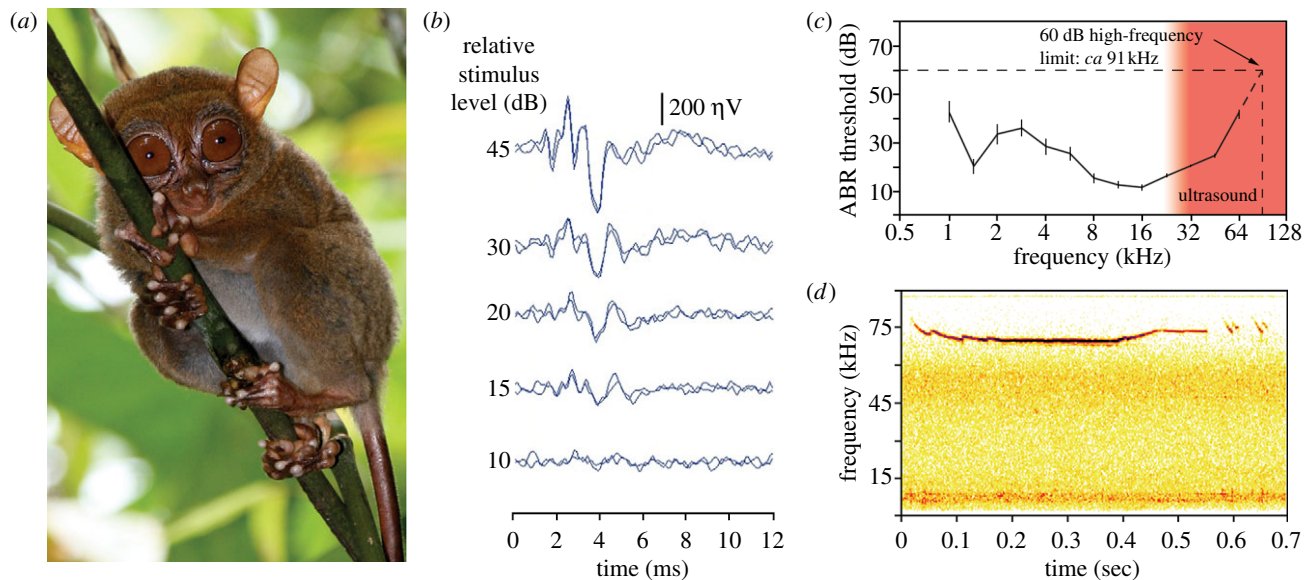 (a)
(b)
relative
stimulus
level (dB)
200 ηV
45
30
20
15
10
0 2 4 6 8 10 12
time (ms)
(c)
70
50
30
10
ABR threshold (dB)
60 dB high-frequency
limit: ca 91 kHz
ultrasound
0.5 1 2 4 8 16 32 64 128
frequency (kHz)
(d)
75
45
15
frequency (kHz)
0 0.1 0.2 0.3 0.4 0.5 0.6 0.7
time (sec)